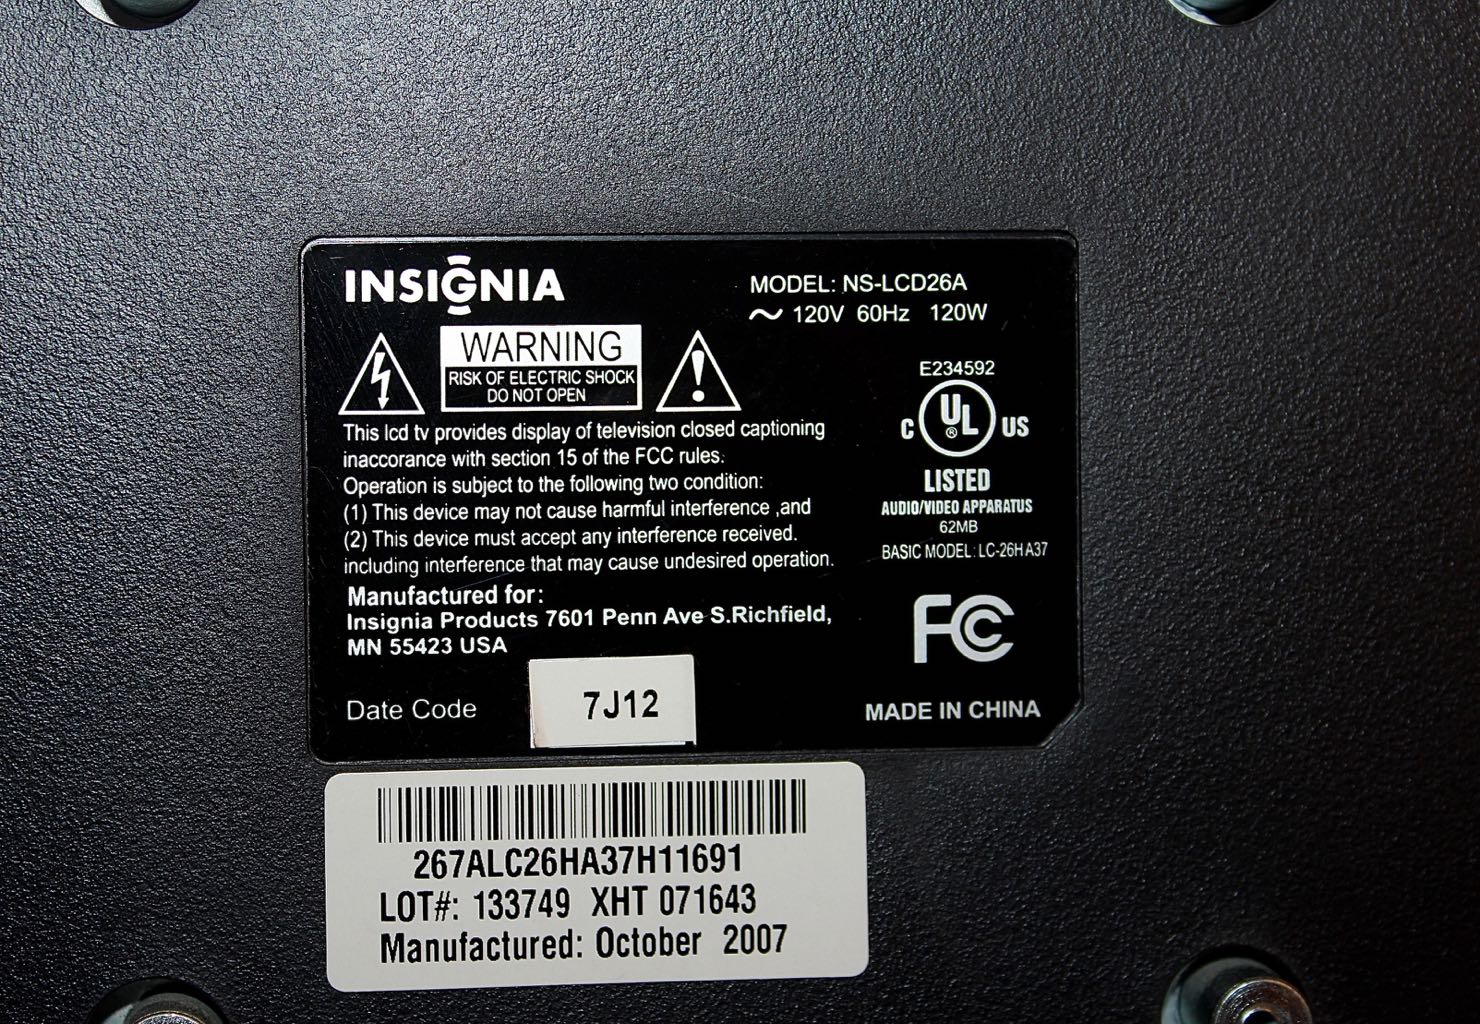 INSIGNIA
MODEL: NS-LCD26A
~ 120V 60Hz 120W
WARNING
RISK OF ELECTRIC SHOCK
DO NOT OPEN
This lcd tv provides display of television closed captioning
inaccorance with section 15 of the FCC rules.
Operation is subject to the following two condition:
(1) This device may not cause harmful interference ,and
(2) This device must accept any interference received.
including interference that may cause undesired operation.
Manufactured for:
Insignia Products 7601 Penn Ave S.Richfield,
MN 55423 USA
Date Code 7J12
E234592
C UL® US
LISTED
AUDIO/VIDEO APPARATUS
62MB
BASIC MODEL: LC-26HA37
FCC
MADE IN CHINA
267ALC26HA37H11691
LOT#: 133749 XHT 071643
Manufactured: October 2007